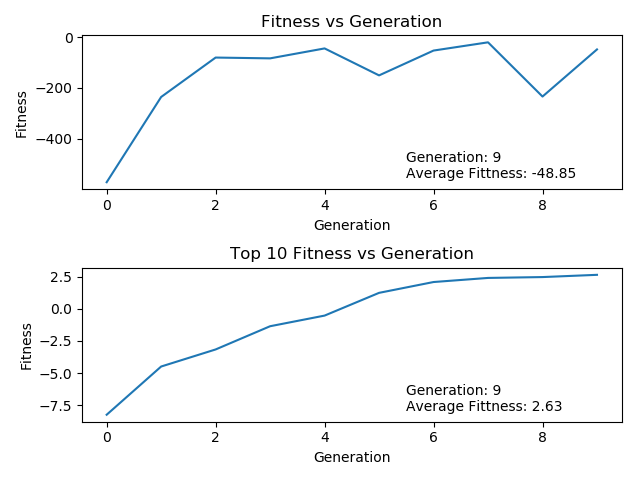 Fitness vs Generation
0
−200
−400
Fitness
Generation: 9
Average Fittness: -48.85
0 2 4 6 8
Generation
Top 10 Fitness vs Generation
2.5
0.0
−2.5
−5.0
−7.5
Fitness
Generation: 9
Average Fittness: 2.63
0 2 4 6 8
Generation